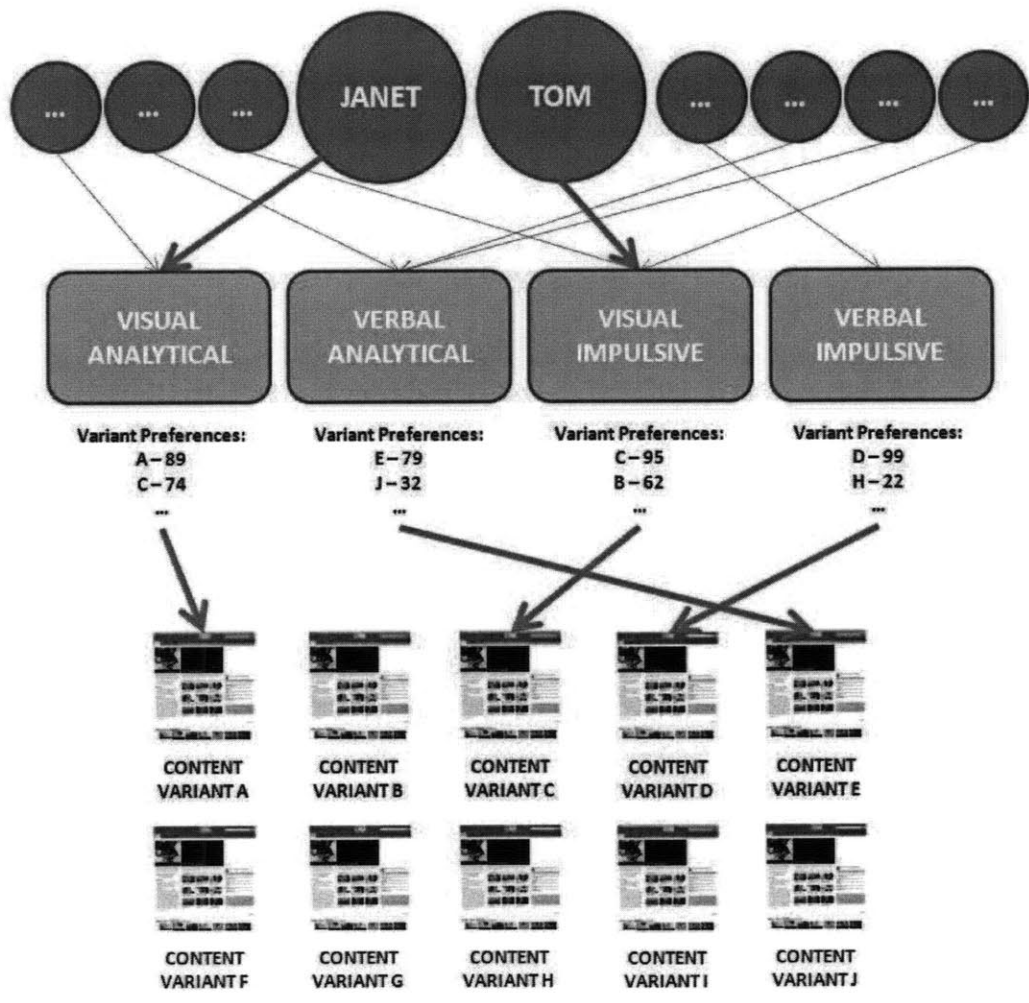 ...
...
...
JANET
TOM
...
...
...
...
VISUAL
ANALYTICAL
VERBAL
ANALYTICAL
VISUAL
IMPULSIVE
VERBAL
IMPULSIVE
Variant Preferences:
A – 89
C – 74
...
Variant Preferences:
E – 79
J – 32
...
Variant Preferences:
C – 95
B – 62
...
Variant Preferences:
D – 99
H – 22
...
CONTENT
VARIANT A
CONTENT
VARIANT B
CONTENT
VARIANT C
CONTENT
VARIANT D
CONTENT
VARIANT E
CONTENT
VARIANT F
CONTENT
VARIANT G
CONTENT
VARIANT H
CONTENT
VARIANT I
CONTENT
VARIANT J